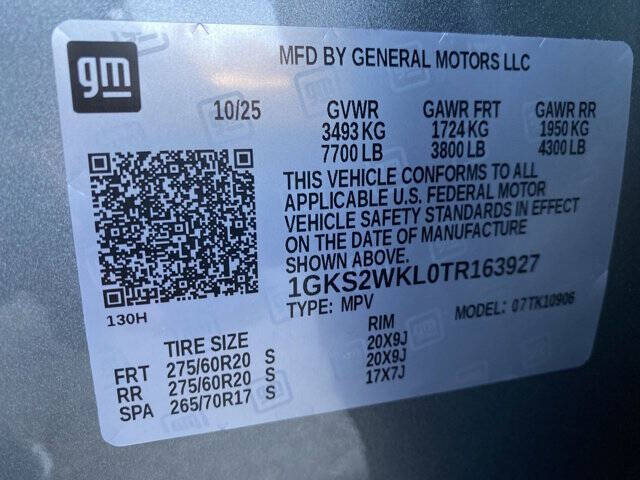 gm
MFD BY GENERAL MOTORS LLC
10/25 GVWR GAWR FRT GAWR RR
3493 KG 1724 KG 1950 KG
7700 LB 3800 LB 4300 LB
THIS VEHICLE CONFORMS TO ALL
APPLICABLE U.S. FEDERAL MOTOR
VEHICLE SAFETY STANDARDS IN EFFECT
ON THE DATE OF MANUFACTURE
1GKS2WKL0TR163927
TYPE: MPV MODEL: 07TK10906
130H
TIRE SIZE RIM
FRT 275/60R20 S 20X9J
RR 275/60R20 S 20X9J
SPA 265/70R17 S 17X7J